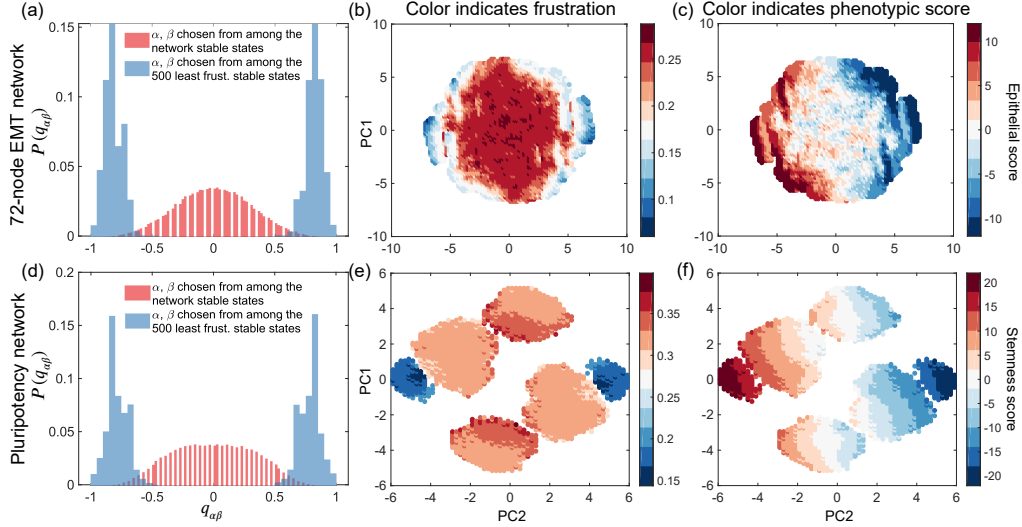 Color indicates frustration
Color indicates phenotypic score
72-node EMT network
(a)
0.15
0.1
0.05
0
P(qαβ)
α, β chosen from among the
network stable states
α, β chosen from among the
500 least frust. stable states
-1 -0.5 0 0.5 1
(b)
10
5
0
-5
-10
PC1
-10 -5 0 5 10
0.25
0.2
0.15
0.1
(c)
10
5
0
-5
-10
-10 -5 0 5 10
10
5
0
-5
-10
Epithelial score
Pluripotency network
(d)
0.2
0.15
0.1
0.05
0
P(qαβ)
α, β chosen from among the
network stable states
α, β chosen from among the
500 least frust. stable states
-1 -0.5 0 0.5 1
qαβ
(e)
6
4
2
0
-2
-4
-6
PC1
-6 -4 -2 0 2 4 6
PC2
0.35
0.3
0.25
0.2
0.15
(f)
6
4
2
0
-2
-4
-6
-6 -4 -2 0 2 4 6
PC2
20
15
10
5
0
-5
-10
-15
-20
Stemness score